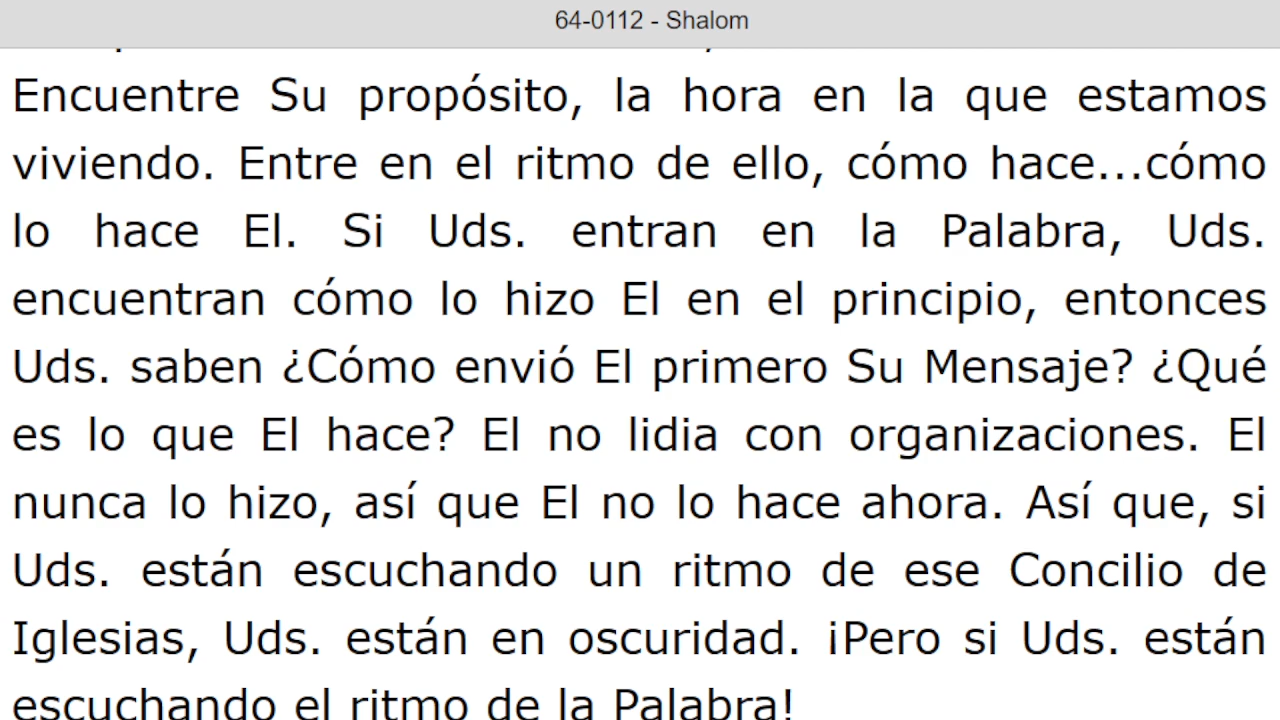 64-0112 - Shalom
Encuentre Su propósito, la hora en la que estamos
viviendo. Entre en el ritmo de ello, cómo hace...cómo
lo hace El. Si Uds. entran en la Palabra, Uds.
encuentran cómo lo hizo El en el principio, entonces
Uds. saben ¿Cómo envió El primero Su Mensaje? ¿Qué
es lo que El hace? El no lidia con organizaciones. El
nunca lo hizo, así que El no lo hace ahora. Así que, si
Uds. están escuchando un ritmo de ese Concilio de
Iglesias, Uds. están en oscuridad. ¡Pero si Uds. están
escuchando el ritmo de la Palabra!